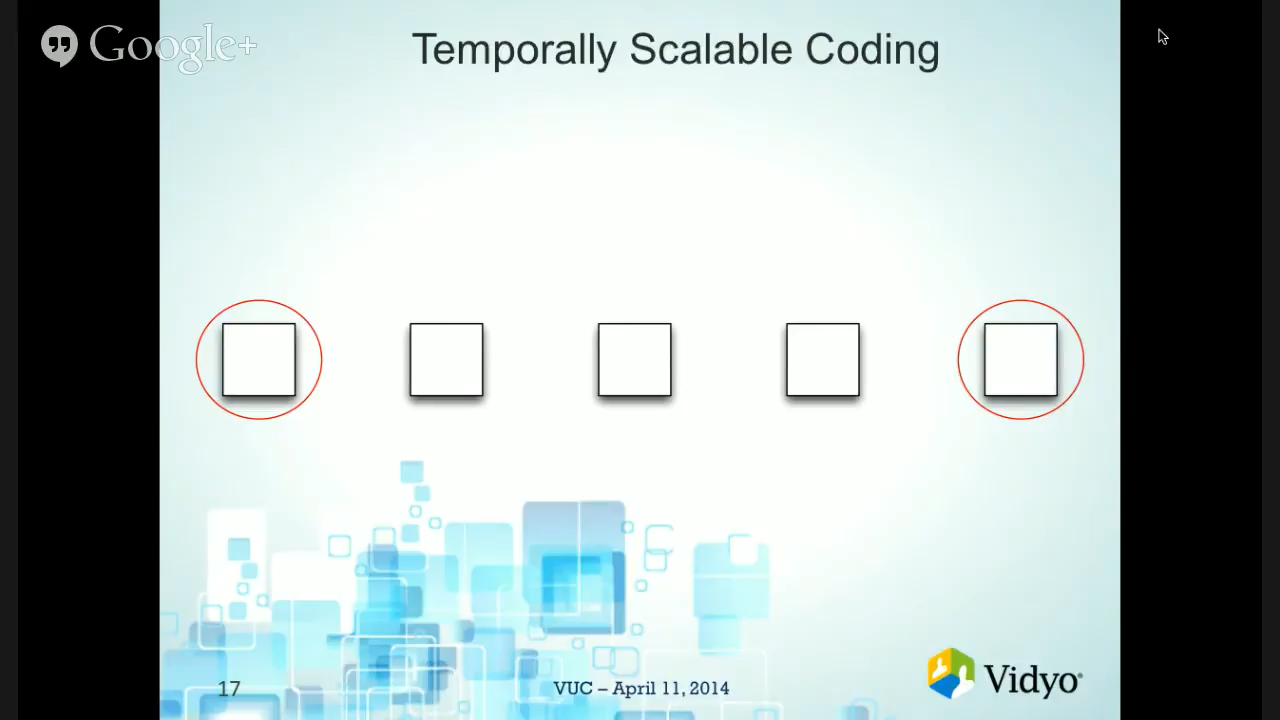 Google+
Temporally Scalable Coding
17
VUC – April 11, 2014
Vidyo